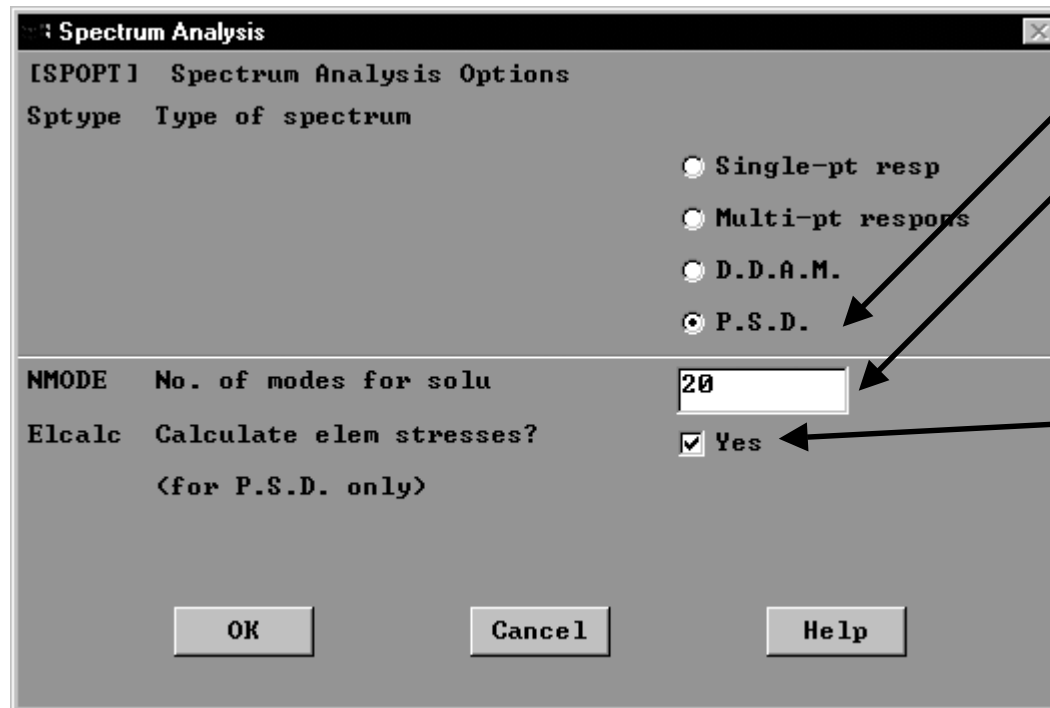 Spectrum Analysis
[SPOPT] Spectrum Analysis Options
Sptype Type of spectrum
Single-pt resp
Multi-pt respons
D.D.A.M.
P.S.D.
NMODE No. of modes for solu 20
Elcalc Calculate elem stresses? Yes
(for P.S.D. only)
OK Cancel Help